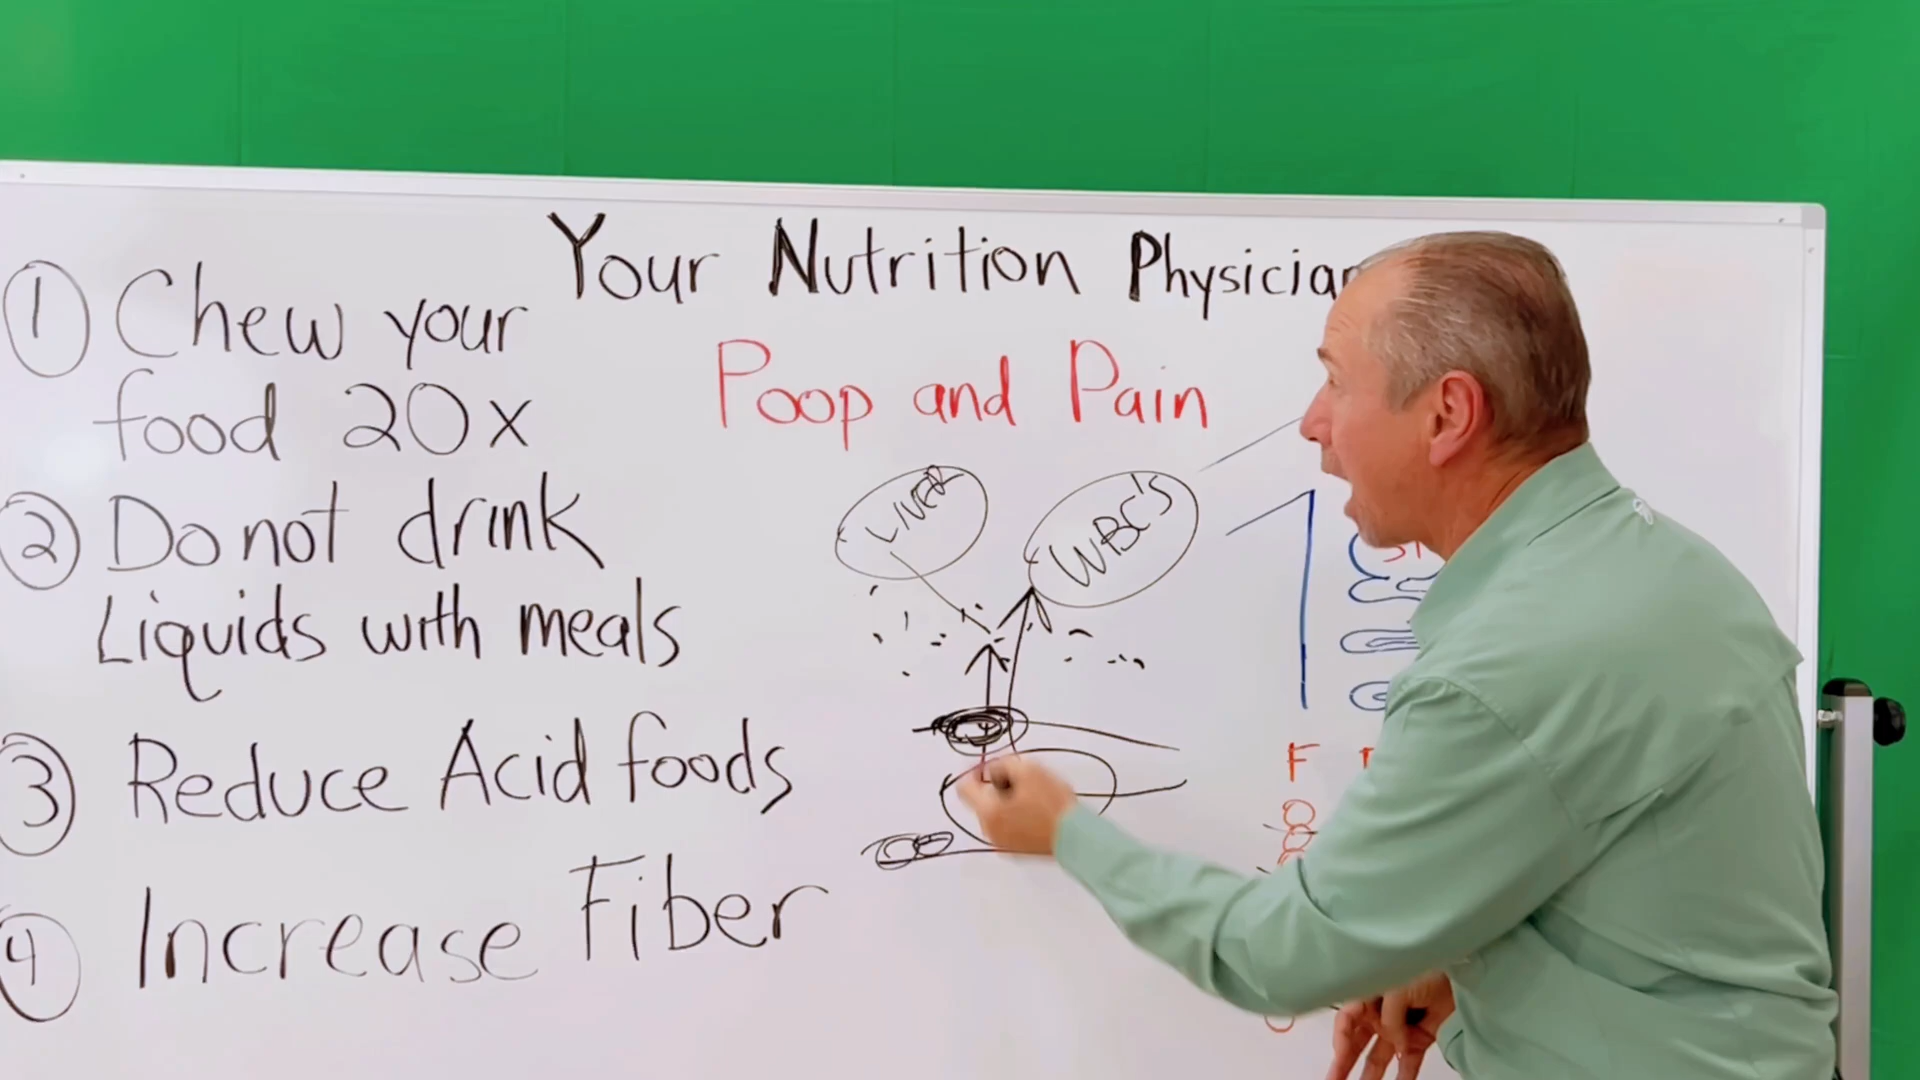 Your Nutrition Physician
Poop and Pain
1 Chew your
food 20x
2 Do not drink
Liquids with meals
3 Reduce Acid foods
4 Increase Fiber
LIVER
WBC's
F